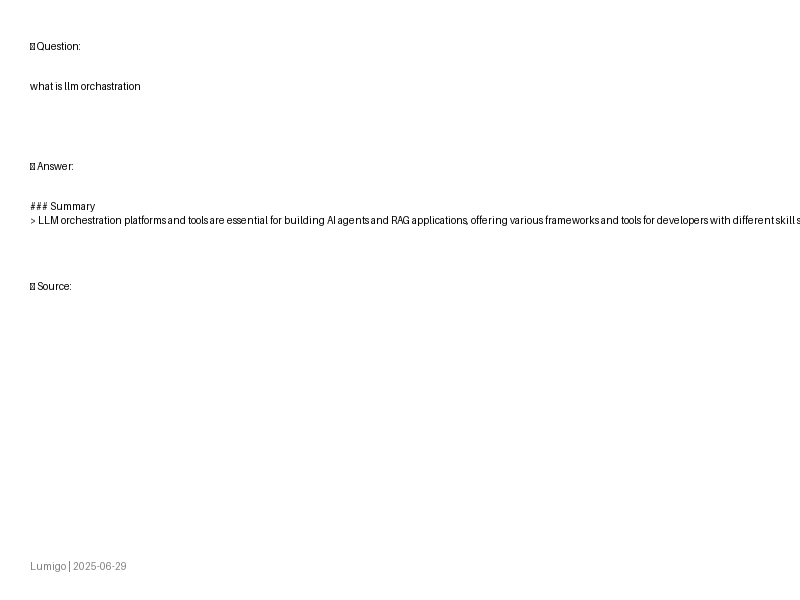 Question:
what is llm orchastration
Answer:
### Summary
> LLM orchestration platforms and tools are essential for building AI agents and RAG applications, offering various frameworks and tools for developers with different skill s
Source:
Lumigo | 2025-06-29